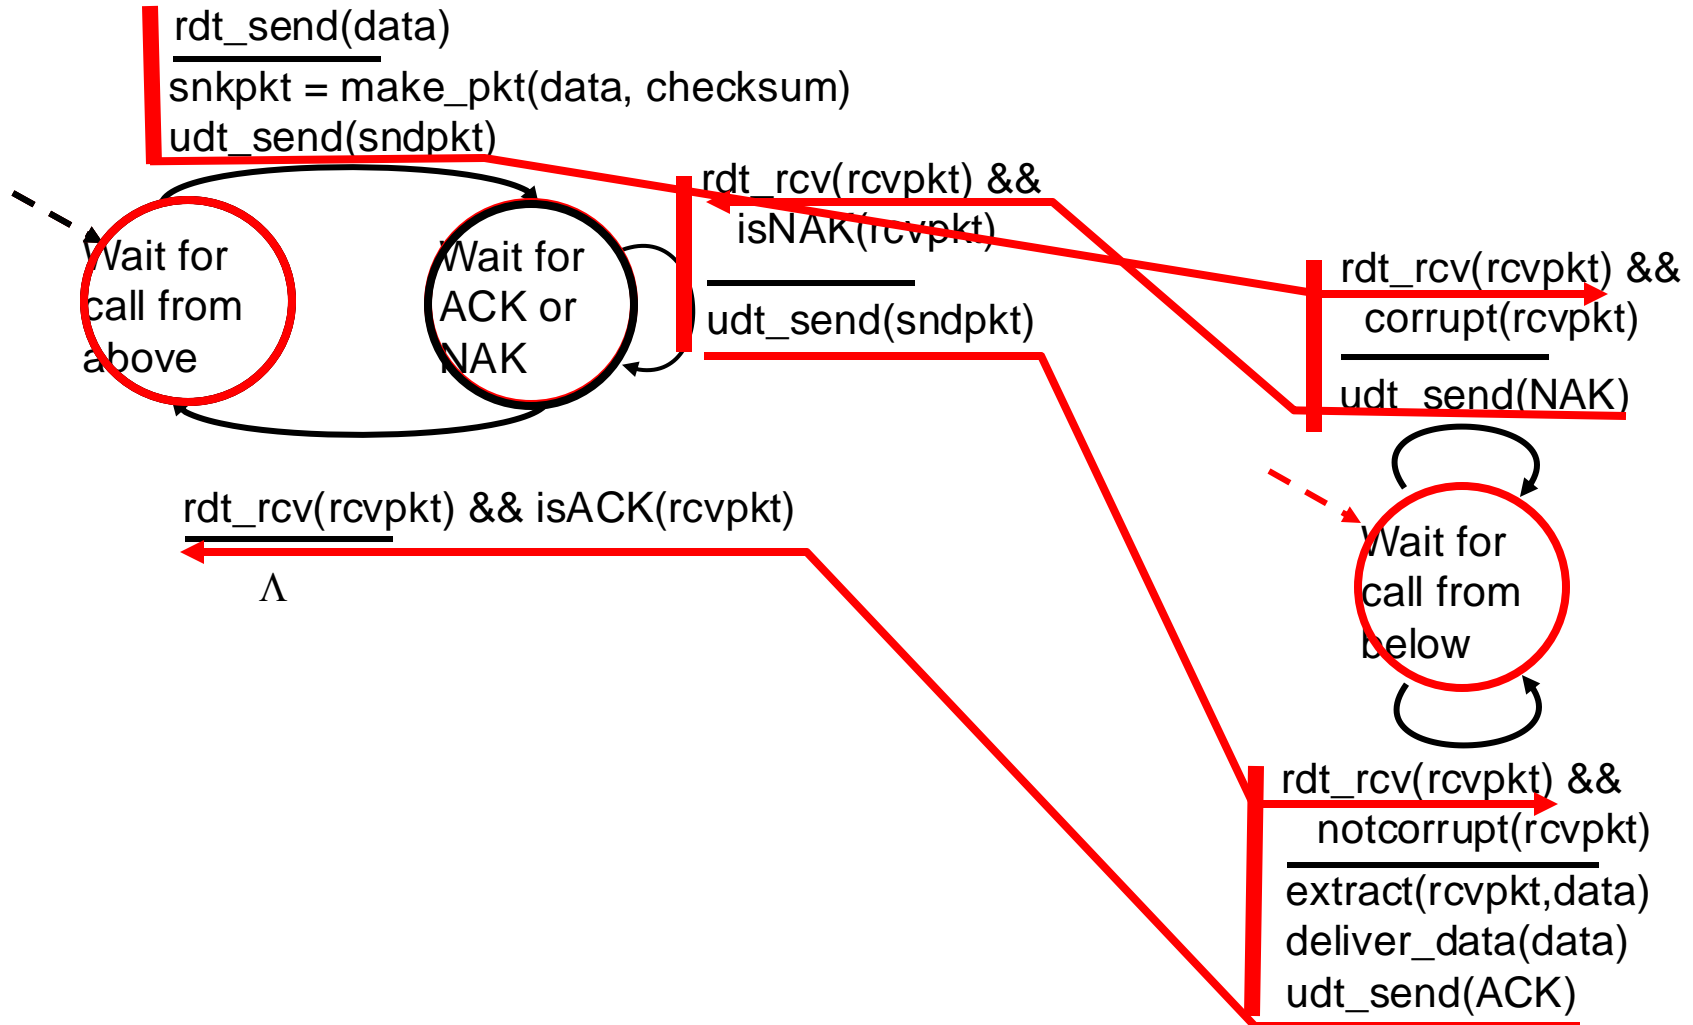 rdt_send(data)
snkpkt = make_pkt(data, checksum)
udt_send(sndpkt)
rdt_rcv(rcvpkt) &&
isNAK(rcvpkt)
udt_send(sndpkt)
Wait for
call from
above
Wait for
ACK or
NAK
rdt_rcv(rcvpkt) && isACK(rcvpkt)
Λ
rdt_rcv(rcvpkt) &&
corrupt(rcvpkt)
udt_send(NAK)
Wait for
call from
below
rdt_rcv(rcvpkt) &&
notcorrupt(rcvpkt)
extract(rcvpkt,data)
deliver_data(data)
udt_send(ACK)